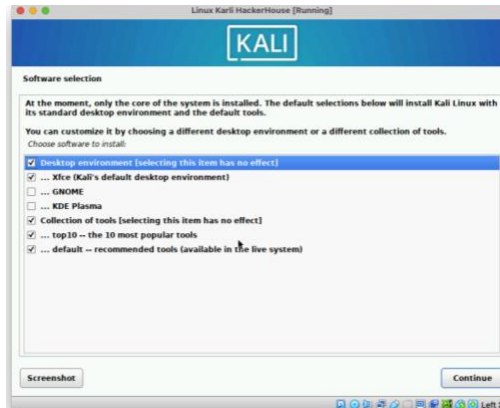 Linux Karli HackerHouse [Running]
KALI
Software selection
At the moment, only the core of the system is installed. The default selections below will install Kali Linux with
its standard desktop environment and the default tools.
You can customize it by choosing a different desktop environment or a different collection of tools.
Choose software to install:
Desktop environment [selecting this item has no effect]
... Xfce (Kali's default desktop environment)
... GNOME
... KDE Plasma
Collection of tools [selecting this item has no effect]
... top10 -- the 10 most popular tools
... default -- recommended tools (available in the live system)
Screenshot
Continue
Left